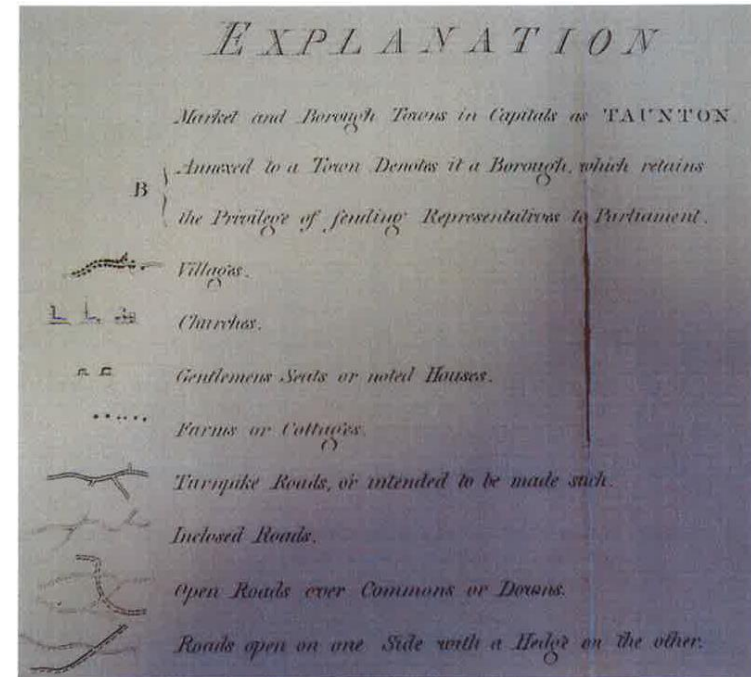 EXPLANATION
Market and Borough Towns in Capitals as TAUNTON.
Annexed to a Town Denotes it a Borough, which retains
B
the Privilege of ſending Representatives to Parliament.
Villages.
Churches.
Gentlemens Seats or noted Houses.
Farms or Cottages.
Turnpike Roads, or intended to be made such.
Inclosed Roads.
Open Roads over Commons or Downs.
Roads open on one Side with a Hedge on the other.